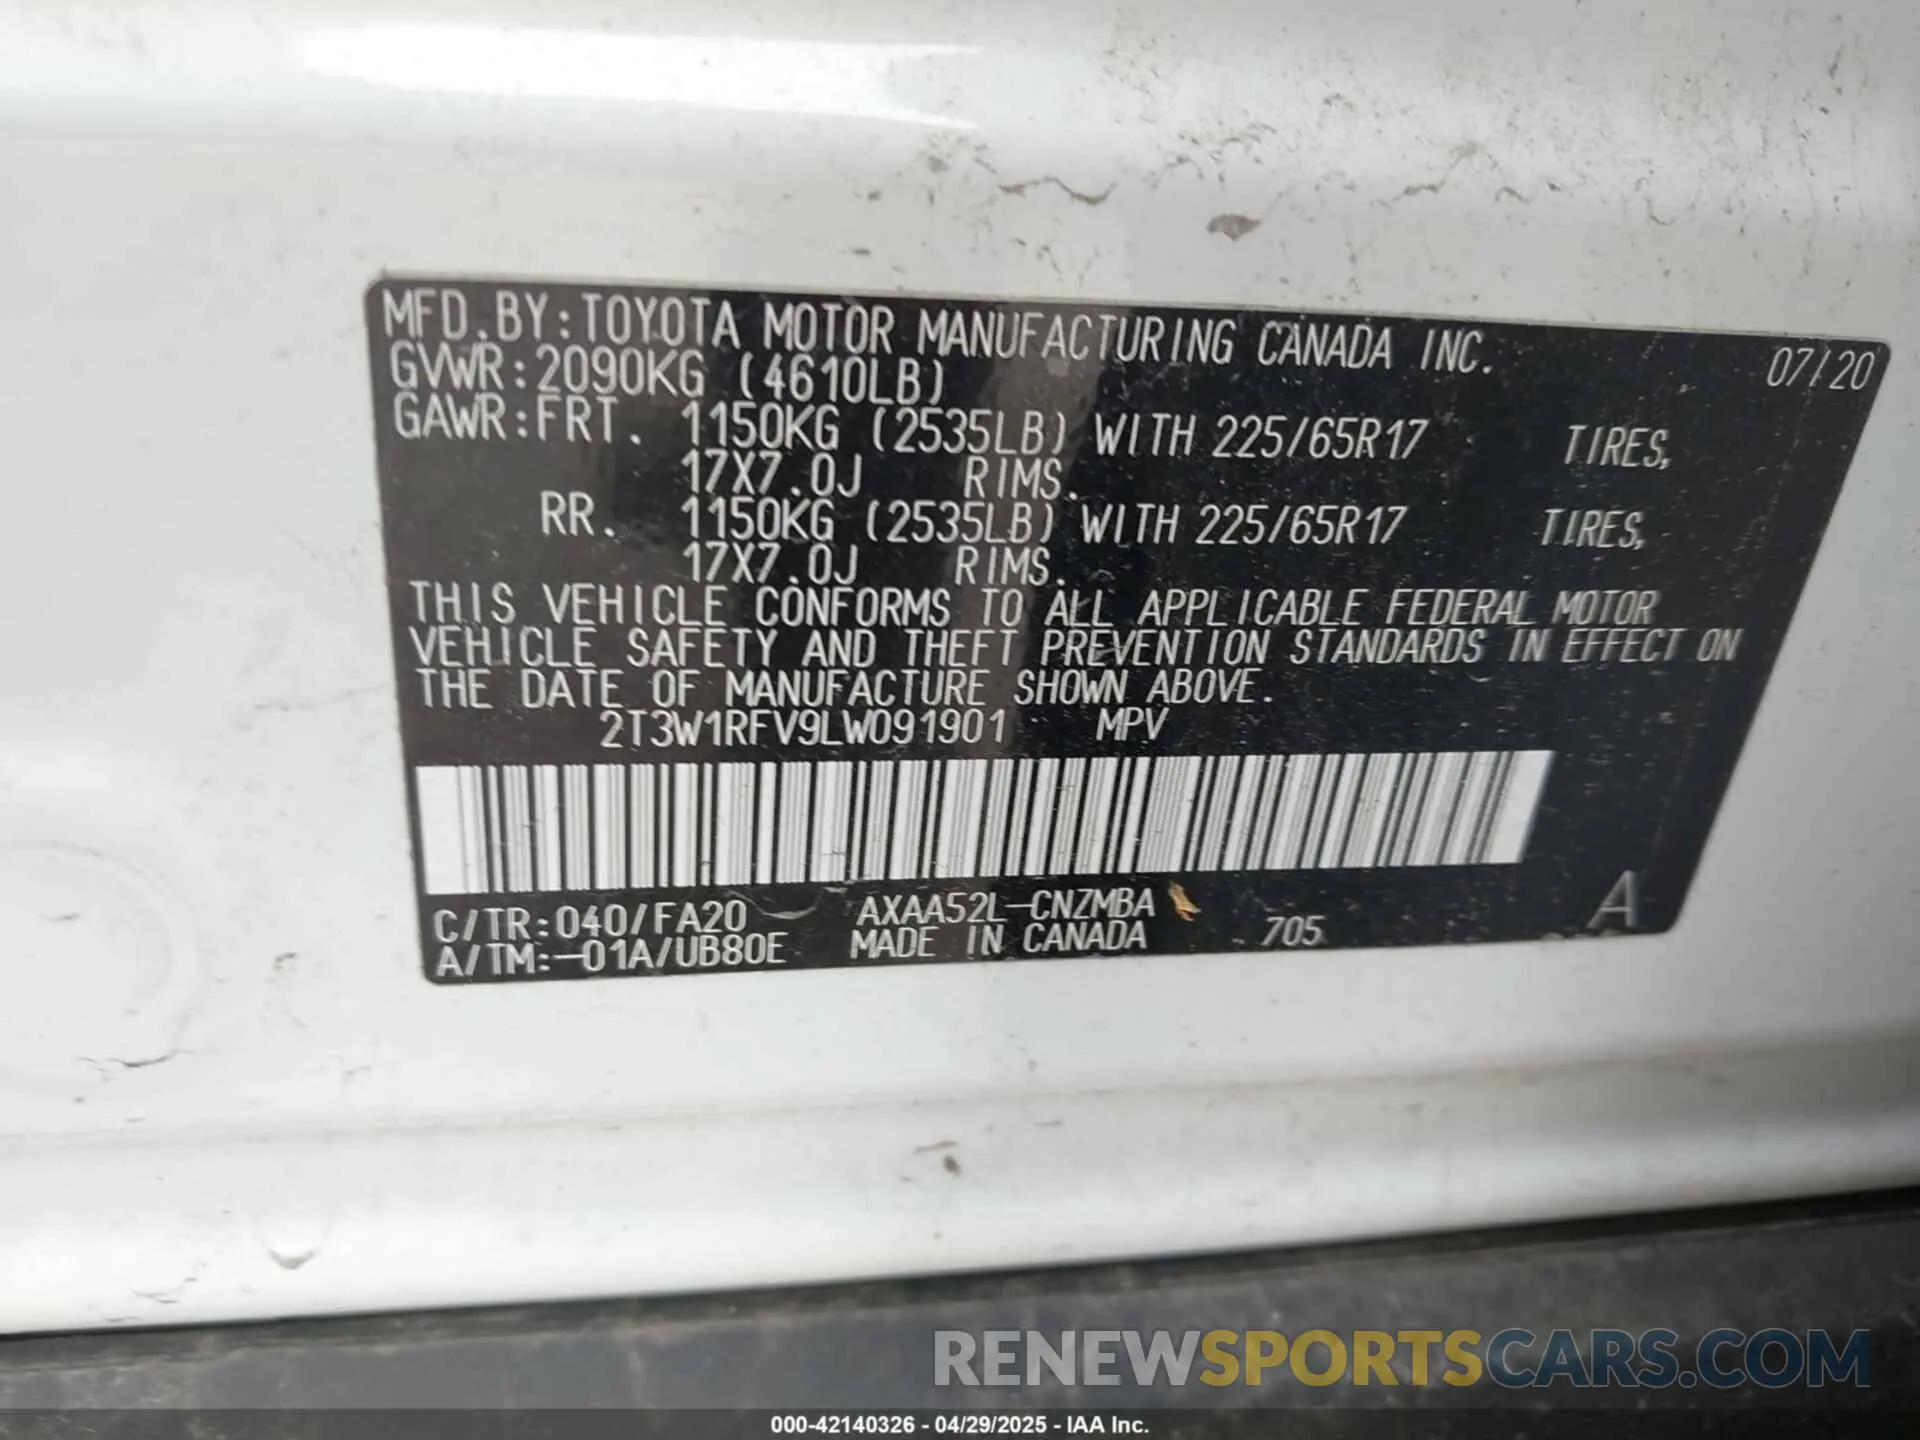 MFD.BY:TOYOTA MOTOR MANUFACTURING CANADA INC. 07/20
GVWR:2090KG (4610LB)
GAWR:FRT. 1150KG (2535LB) WITH 225/65R17 TIRES,
17X7.0J RIMS.
RR. 1150KG (2535LB) WITH 225/65R17 TIRES,
17X7.0J RIMS.
THIS VEHICLE CONFORMS TO ALL APPLICABLE FEDERAL MOTOR
VEHICLE SAFETY AND THEFT PREVENTION STANDARDS IN EFFECT ON
THE DATE OF MANUFACTURE SHOWN ABOVE.
2T3W1RFV9LW091901 MPV
C/TR:040/FA20 AXAA52L-CNZMBA 705 A
A/TM:-01A/UB80E MADE IN CANADA
RENEWSPORTSCARS.COM
000-42140326 - 04/29/2025 - IAA Inc.